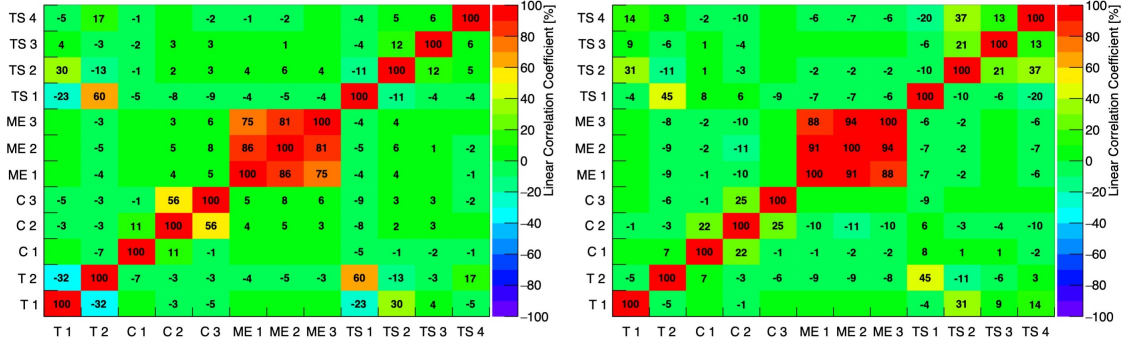 TS 4 -5 17 -1 -2 -1 -2 -4 5 6 100
TS 3 4 -3 -2 3 3 1 -4 12 100 6
TS 2 30 -13 -1 2 3 4 6 4 -11 100 12 5
TS 1 -23 60 -5 -8 -9 -4 -5 -4 100 -11 -4 -4
ME 3 -3 3 6 75 81 100 -5 4
ME 2 -5 5 8 86 100 81 -5 6 1 -2
ME 1 -4 4 5 100 86 75 -4 4 -1
C 3 -5 -3 -1 56 100 5 8 6 -9 3 3 -2
C 2 -3 -3 11 100 56 4 5 3 -8 2 3
C 1 -7 100 11 -1 -5 -1 -2 -1
T 2 -32 100 -7 -3 -3 -4 -5 -3 60 -13 -3 17
T 1 100 -32 -3 -5 -23 30 4 -5
T 1 T 2 C 1 C 2 C 3 ME 1 ME 2 ME 3 TS 1 TS 2 TS 3 TS 4
100
80
60
40
20
0
−20
−40
−60
−80
−100
Linear Correlation Coefficient [%]
TS 4 14 3 -2 -10 -6 -7 -6 -20 37 13 100
TS 3 9 -6 1 -4 -6 21 100 13
TS 2 31 -11 1 -3 -2 -2 -2 -10 100 21 37
TS 1 -4 45 8 6 -9 -7 -7 -6 100 -10 -6 -20
ME 3 -8 -2 -10 88 94 100 -6 -2 -6
ME 2 -9 -2 -11 91 100 94 -7 -2 -7
ME 1 -9 -1 -10 100 91 88 -7 -2 -6
C 3 -6 -1 25 100 -9
C 2 -1 -3 22 100 25 -10 -11 -10 6 -3 -4 -10
C 1 7 100 22 -1 -1 -2 -2 8 1 1 -2
T 2 -5 100 7 -3 -6 -9 -9 -8 45 -11 -6 3
T 1 100 -5 -1 -4 31 9 14
T 1 T 2 C 1 C 2 C 3 ME 1 ME 2 ME 3 TS 1 TS 2 TS 3 TS 4
100
80
60
40
20
0
−20
−40
−60
−80
−100
Linear Correlation Coefficient [%]